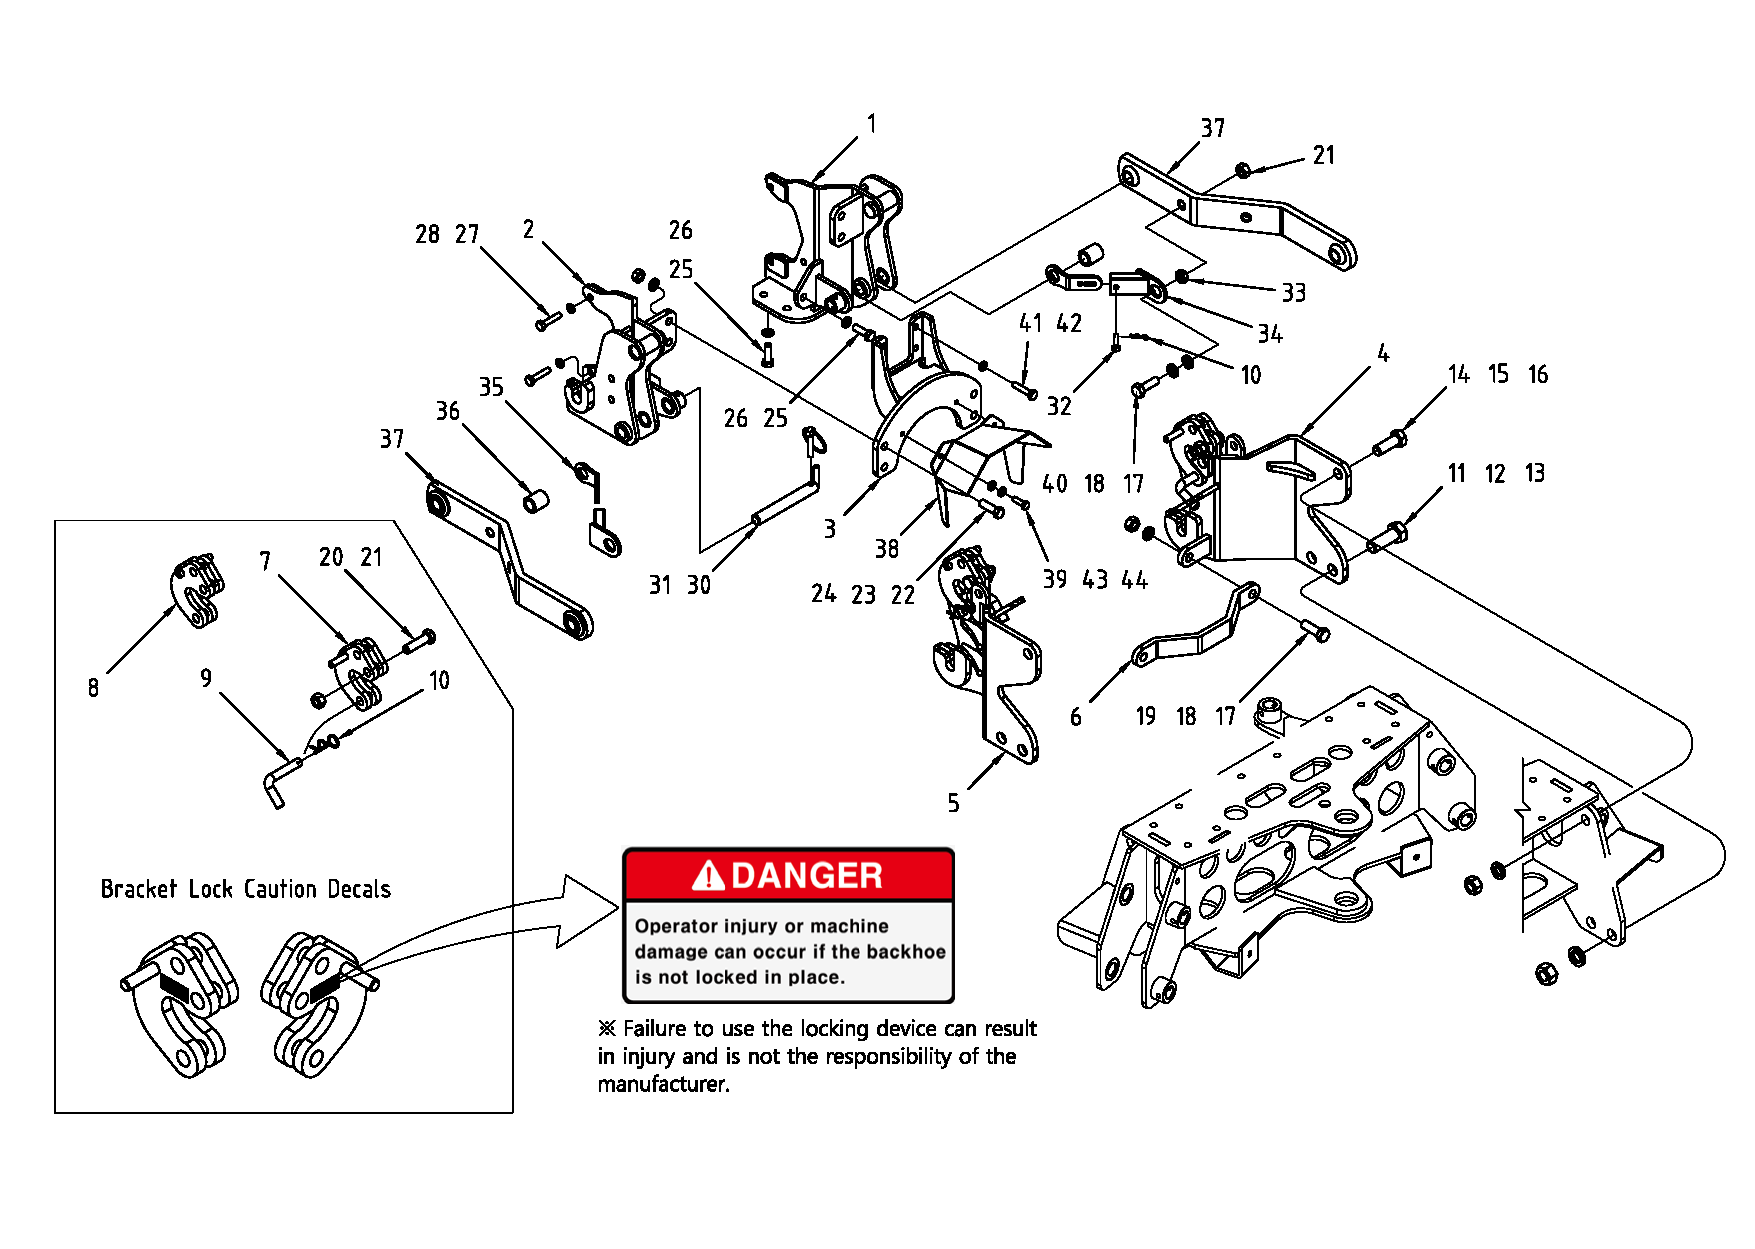 1
37
21
28 27
2
26
25
33
34
41 42
10
32
4
14 15 16
35
36
37
26 25
11 12 13
40 18 17
3
38
7
20 21
31 30
24 23 22
39 43 44
8
9
10
6
19 18 17
5
Bracket Lock Caution Decals
DANGER
Operator injury or machine
damage can occur if the backhoe
is not locked in place.
※ Failure to use the locking device can result
in injury and is not the responsibility of the
manufacturer.